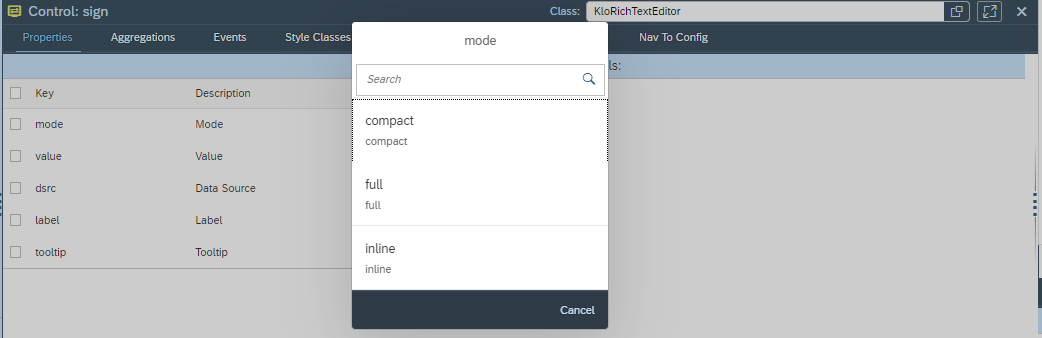 Control: sign Class: KloRichTextEditor
Properties Aggregations Events Style Classes Nav To Config
mode
ls:
Search
Key Description
mode Mode
value Value
dsrc Data Source
label Label
tooltip Tooltip
compact
compact
full
full
inline
inline
Cancel